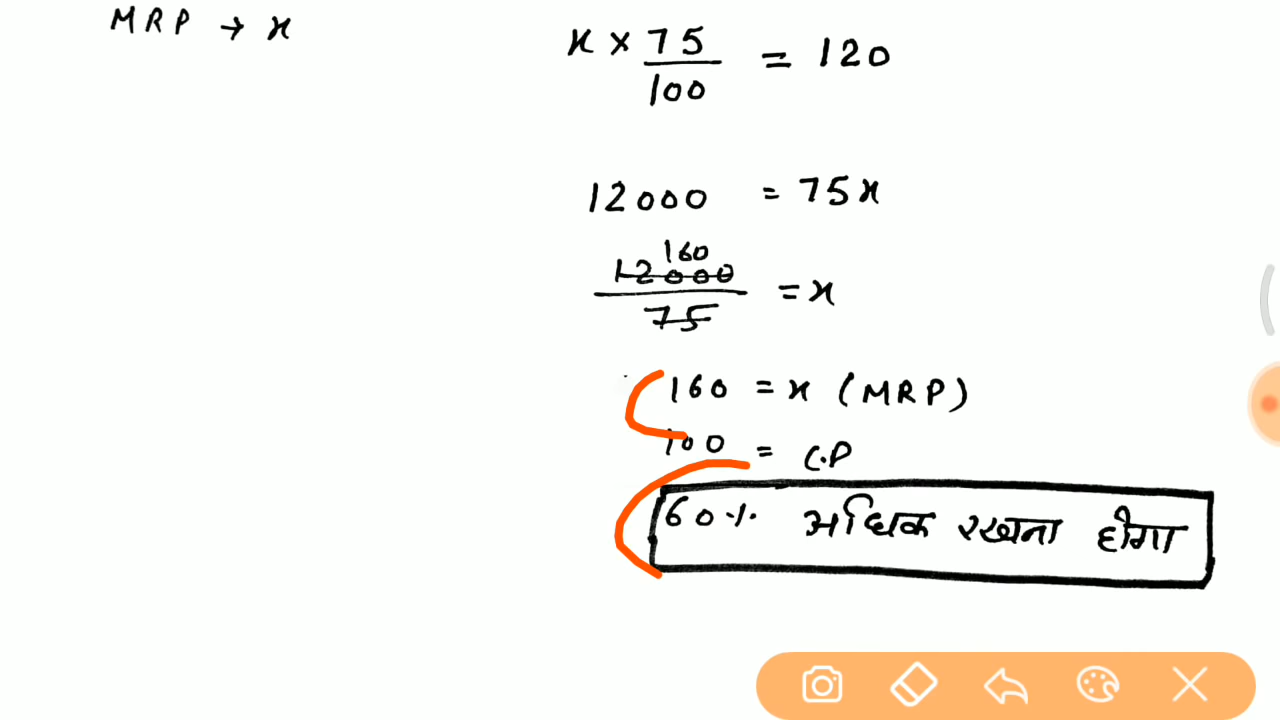 MRP → x
x × 75/100 = 120
12000 = 75x
160
12000/75 = x
160 = x (MRP)
100 = C.P
60% अधिक रखना होगा